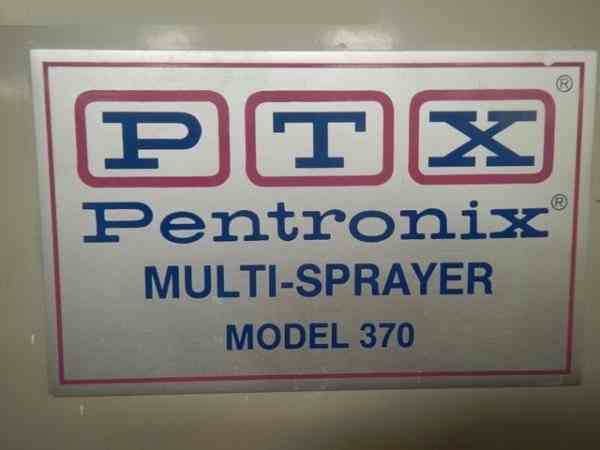 PTX®
Pentronix®
MULTI-SPRAYER
MODEL 370